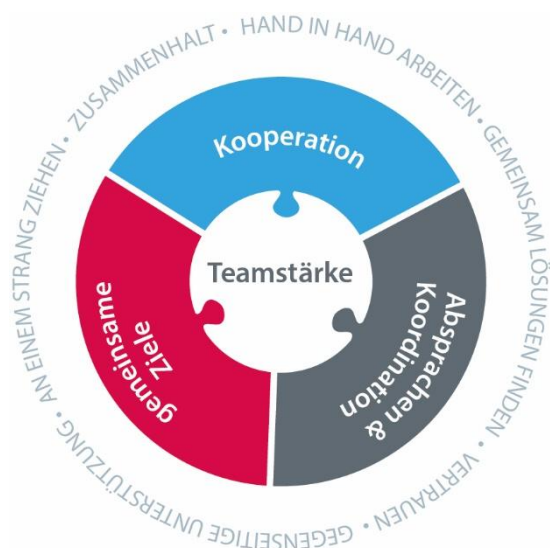 ZUSAMMENHALT • HAND IN HAND ARBEITEN • GEMEINSAM LÖSUNGEN FINDEN • VERTRAUEN • GEGENSEITIGE UNTERSTÜTZUNG • AN EINEM STRANG ZIEHEN •
Kooperation
Teamstärke
gemeinsame
Ziele
Absprachen &
Koordination